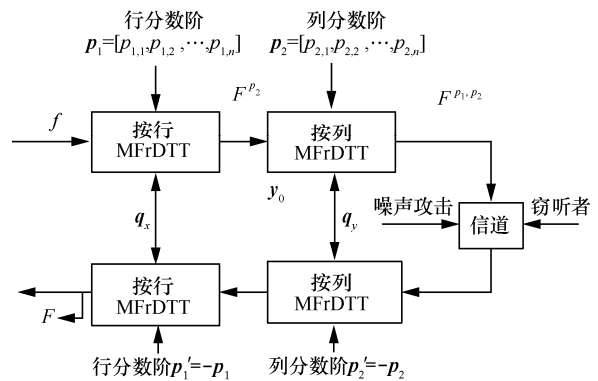 行分数阶
p₁=[p₁,₁,p₁,₂ ,⋯,p₁,ₙ]
列分数阶
p₂=[p₂,₁,p₂,₂ ,⋯,p₂,ₙ]
f
按行
MFrDTT
F^{p₂}
按列
MFrDTT
F^{p₁,p₂}
qₓ
y₀
q_y
噪声攻击
信道
窃听者
按行
MFrDTT
按列
MFrDTT
F
行分数阶p₁′=−p₁
列分数阶p₂′=−p₂